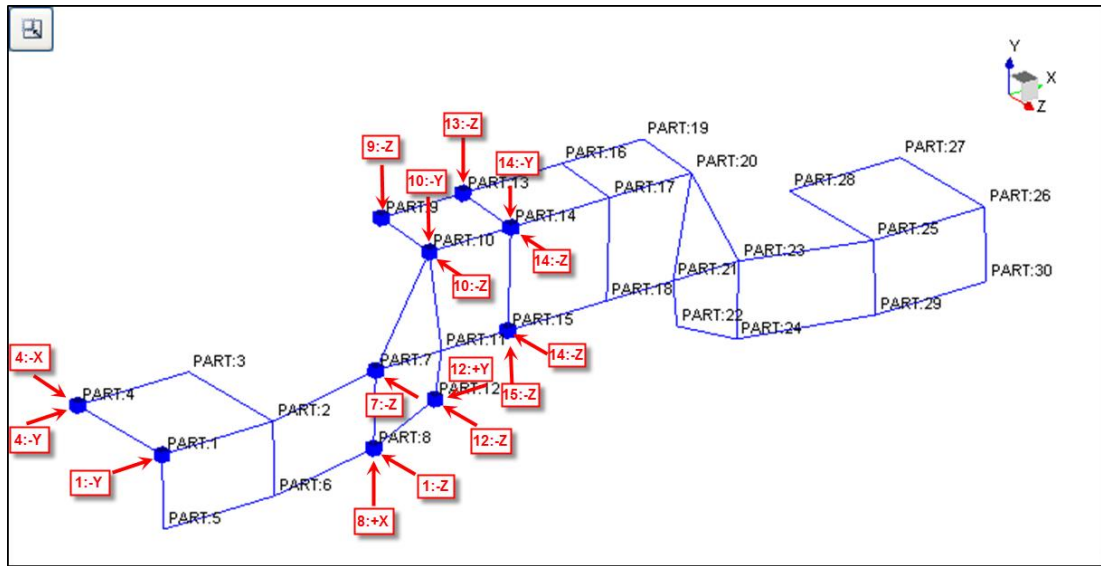 Y
X
Z
13:-Z
PART:19
9:-Z
PART:16
PART:20
PART:27
10:-Y
14:-Y
PART:13
PART:17
PART:28
PART:26
PART:9
PART:14
PART:10
PART:25
14:-Z
PART:23
10:-Z
PART:21
PART:30
PART:18
PART:29
PART:15
PART:22
PART:24
PART:11
4:-X
PART:3
PART:7
14:-Z
12:+Y
PART:12
15:-Z
PART:4
7:-Z
PART:2
4:-Y
12:-Z
PART:1
PART:8
1:-Y
1:-Z
PART:6
PART:5
8:+X